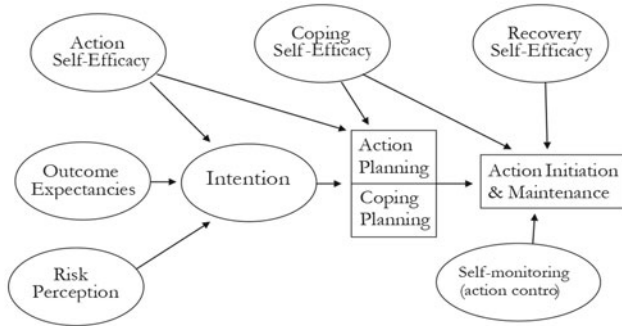 Action
Self-Efficacy
Coping
Self-Efficacy
Recovery
Self-Efficacy
Outcome
Expectancies
Intention
Action
Planning
Coping
Planning
Action Initiation
& Maintenance
Risk
Perception
Self-monitoring
(action contro)